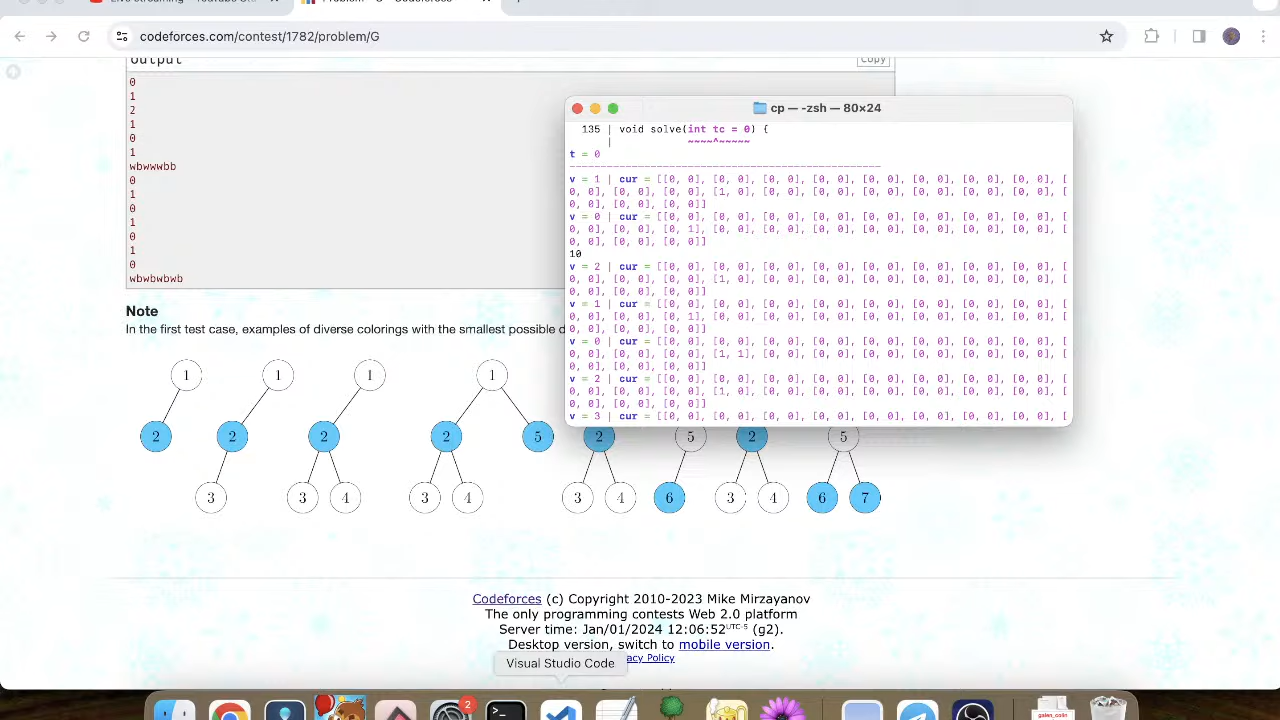 Live streaming - YouTube St
Problem - G - Codeforces
codeforces.com/contest/1782/problem/G
Output
Copy
0
1
2
1
0
1
wbwwwbb
0
1
0
1
0
1
0
wbwbwbwb
Note
In the first test case, examples of diverse colorings with the smallest possible d
1
1
1
1
2
2
2
2
5
2
5
2
5
3
3
4
3
4
3
4
6
3
4
6
7
cp — -zsh — 80×24
135 | void solve(int tc = 0) {
| ~~~~^~~~~~
t = 0
--------------------------------------------------
v = 1 | cur = [[0, 0], [0, 0], [0, 0], [0, 0], [0, 0], [0, 0], [0, 0], [0, 0], [
0, 0], [0, 0], [0, 0], [1, 0], [0, 0], [0, 0], [0, 0], [0, 0], [0, 0], [0, 0], [
0, 0], [0, 0], [0, 0]]
v = 0 | cur = [[0, 0], [0, 0], [0, 0], [0, 0], [0, 0], [0, 0], [0, 0], [0, 0], [
0, 0], [0, 0], [0, 1], [0, 0], [0, 0], [0, 0], [0, 0], [0, 0], [0, 0], [0, 0], [
0, 0], [0, 0], [0, 0]]
10
v = 2 | cur = [[0, 0], [0, 0], [0, 0], [0, 0], [0, 0], [0, 0], [0, 0], [0, 0], [
0, 0], [0, 0], [0, 0], [1, 0], [0, 0], [0, 0], [0, 0], [0, 0], [0, 0], [0, 0], [
0, 0], [0, 0], [0, 0]]
v = 1 | cur = [[0, 0], [0, 0], [0, 0], [0, 0], [0, 0], [0, 0], [0, 0], [0, 0], [
0, 0], [0, 0], [0, 1], [0, 0], [0, 0], [0, 0], [0, 0], [0, 0], [0, 0], [0, 0], [
0, 0], [0, 0], [0, 0]]
v = 0 | cur = [[0, 0], [0, 0], [0, 0], [0, 0], [0, 0], [0, 0], [0, 0], [0, 0], [
0, 0], [0, 0], [0, 0], [1, 1], [0, 0], [0, 0], [0, 0], [0, 0], [0, 0], [0, 0], [
0, 0], [0, 0], [0, 0]]
v = 2 | cur = [[0, 0], [0, 0], [0, 0], [0, 0], [0, 0], [0, 0], [0, 0], [0, 0], [
0, 0], [0, 0], [0, 0], [1, 0], [0, 0], [0, 0], [0, 0], [0, 0], [0, 0], [0, 0], [
0, 0], [0, 0], [0, 0]]
v = 3 | cur = [[0, 0], [0, 0], [0, 0], [0, 0], [0, 0], [0, 0], [0, 0], [0, 0], [
Codeforces (c) Copyright 2010-2023 Mike Mirzayanov
The only programming contests Web 2.0 platform
Server time: Jan/01/2024 12:06:52 UTC-5 (g2).
Desktop version, switch to mobile version.
acy Policy
Visual Studio Code
2
galen_colin